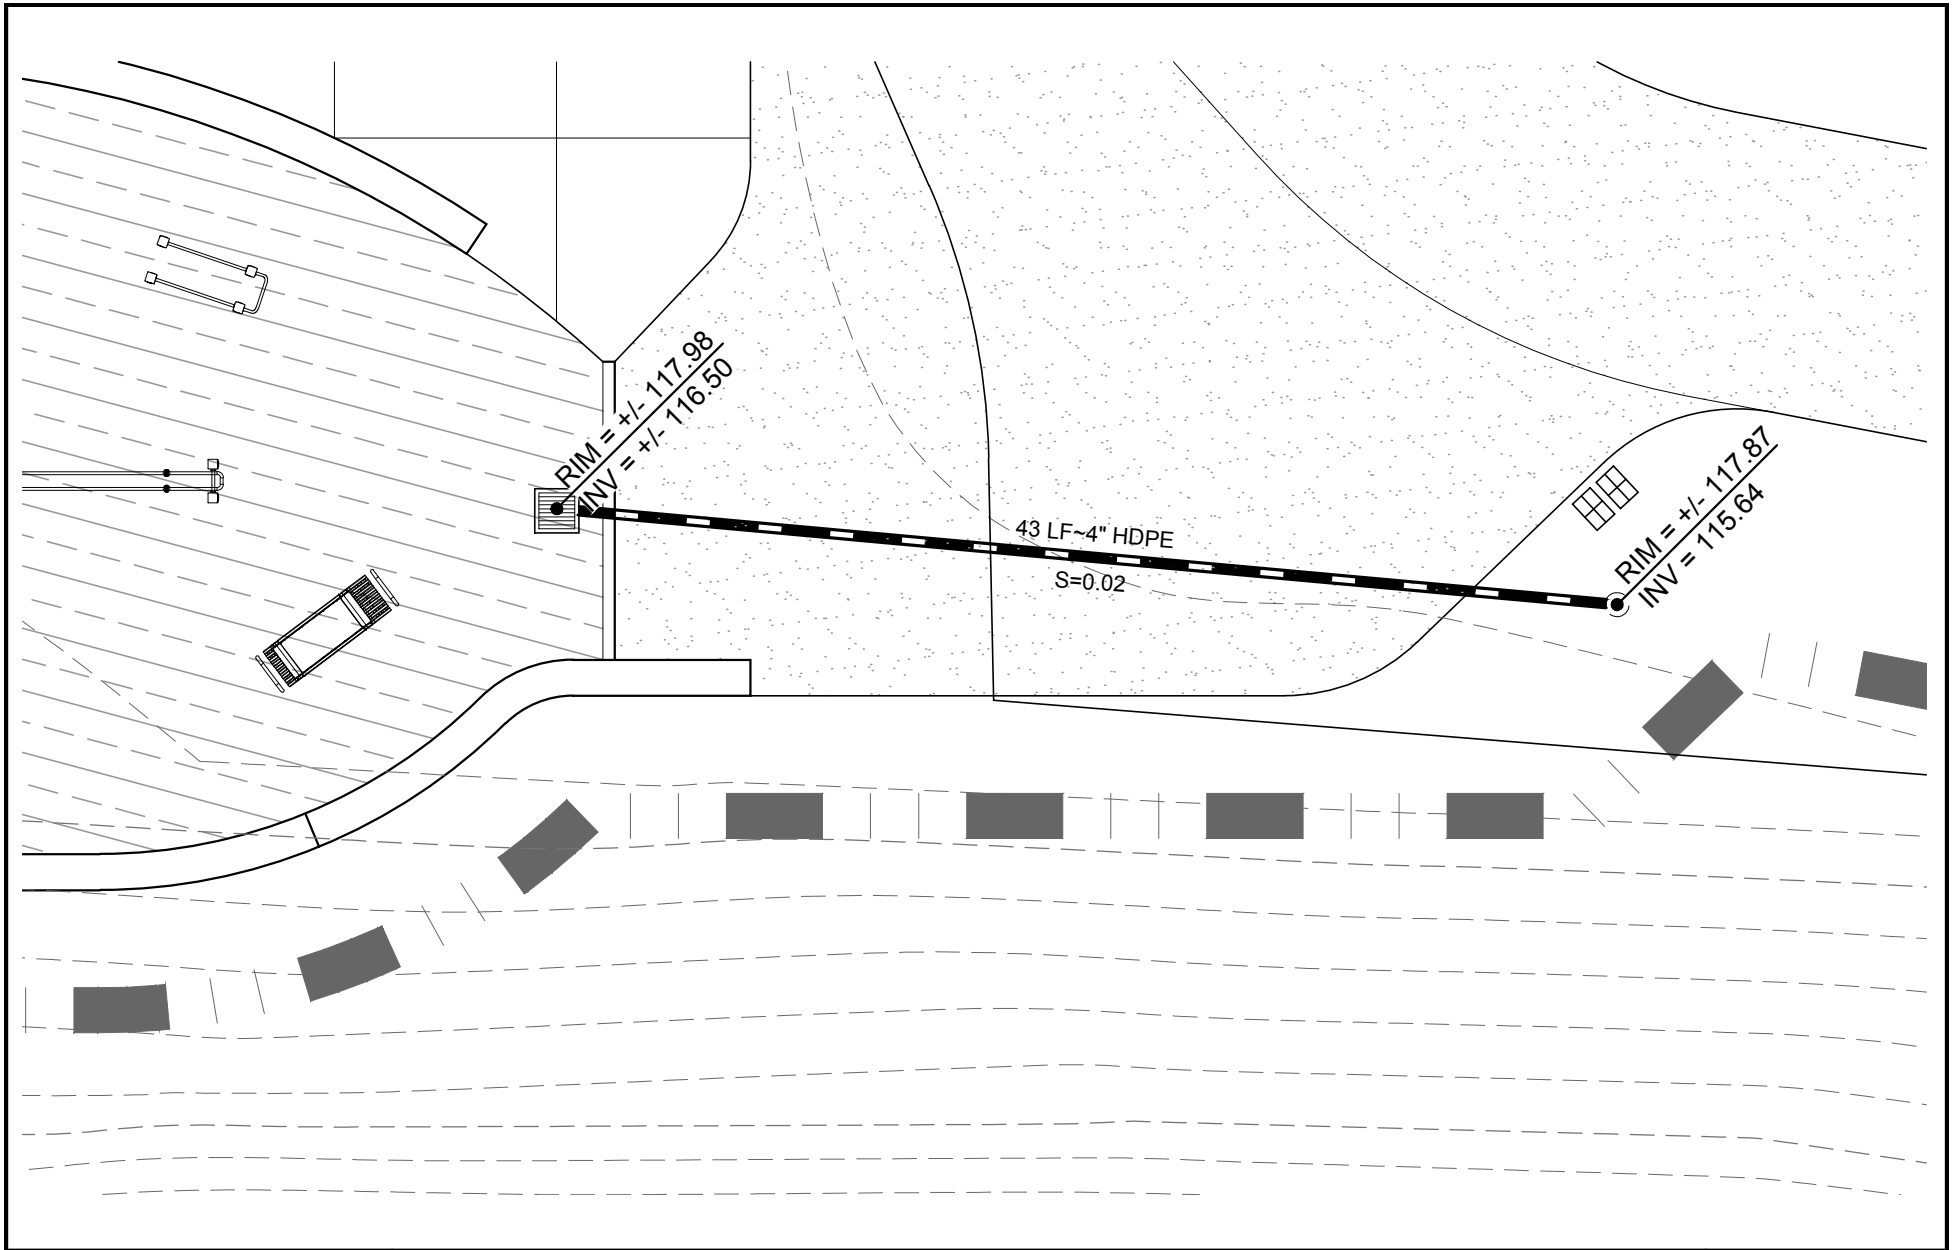 RIM = +/- 117.98
INV = +/- 116.50
43 LF~4" HDPE
S=0.02
RIM = +/- 117.87
INV = 115.64